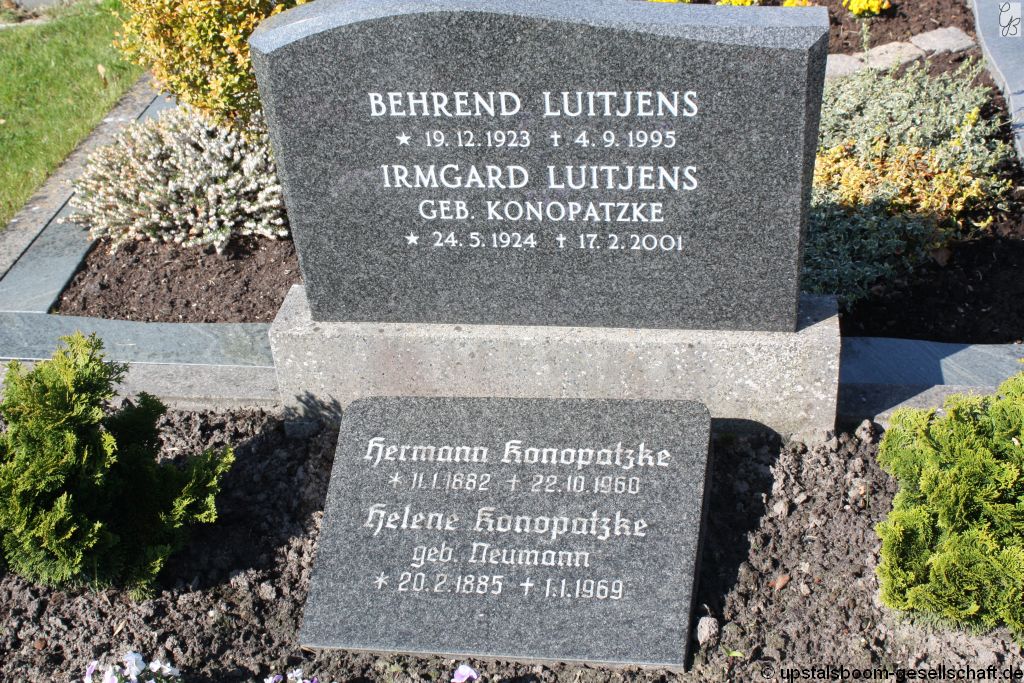 BEHREND LUITJENS
★ 19.12.1923 ✝ 4.9.1995
IRMGARD LUITJENS
GEB. KONOPATZKE
★ 24.5.1924 ✝ 17.2.2001
Hermann Konopatzke
* 11.1.1882 ✝ 22.10.1960
Helene Konopatzke
geb. Neumann
* 20.2.1885 ✝ 1.1.1969
© upstalsboom-gesellschaft.de